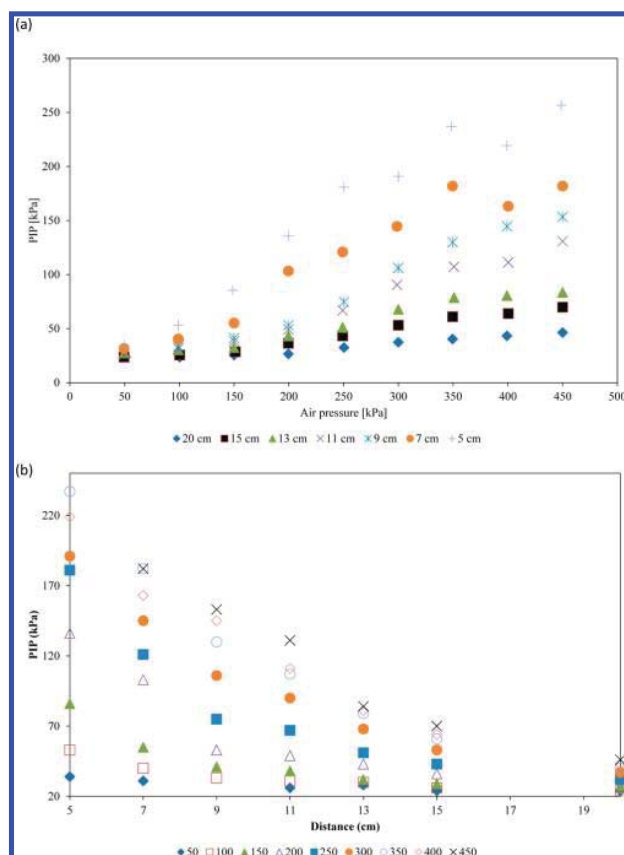 (a)
300
250
200
150
100
50
0
PIP [kPa]
0 50 100 150 200 250 300 350 400 450 500
Air pressure [kPa]
20 cm 15 cm 13 cm 11 cm 9 cm 7 cm 5 cm
(b)
220
170
120
70
20
PIP (kPa)
5 7 9 11 13 15 17 19
Distance (cm)
50 100 150 200 250 300 350 400 450